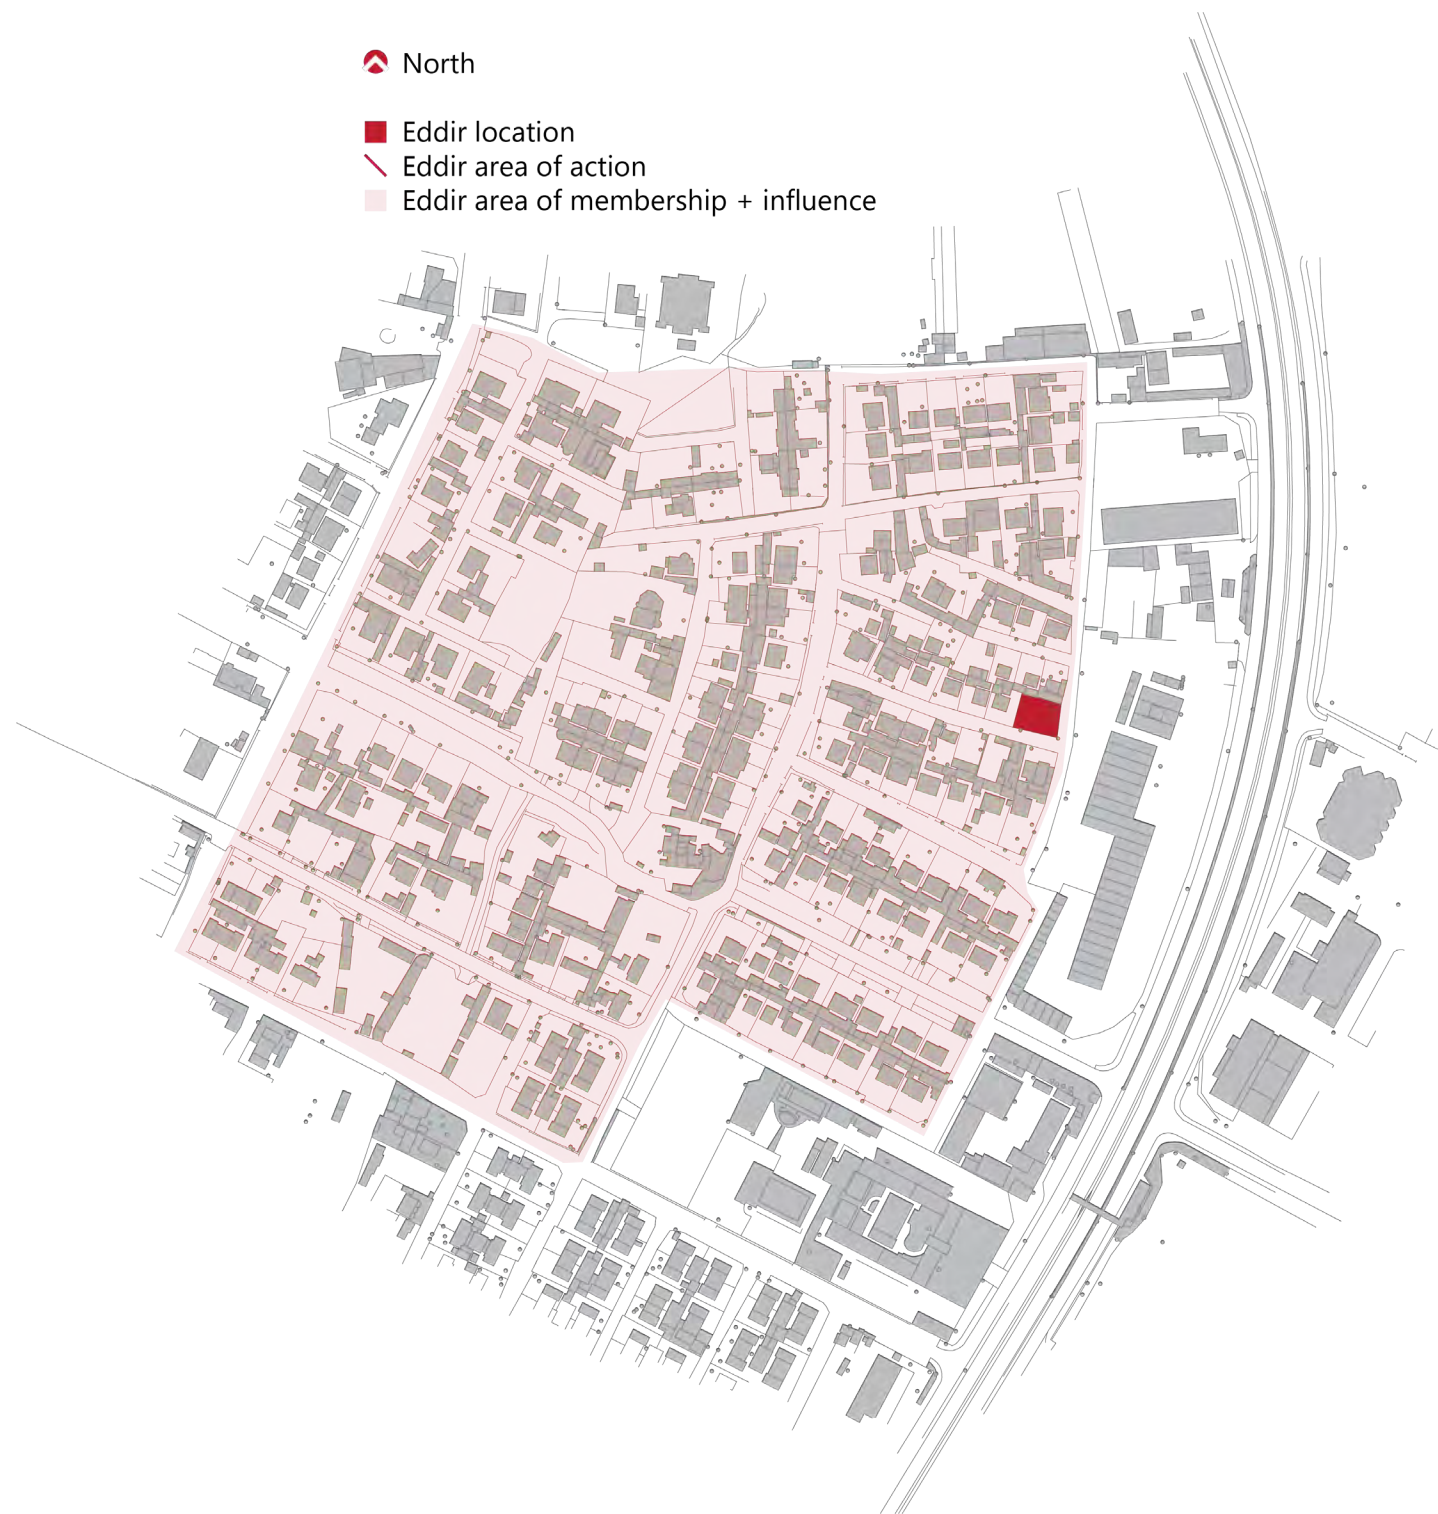 North
Eddir location
Eddir area of action
Eddir area of membership + influence